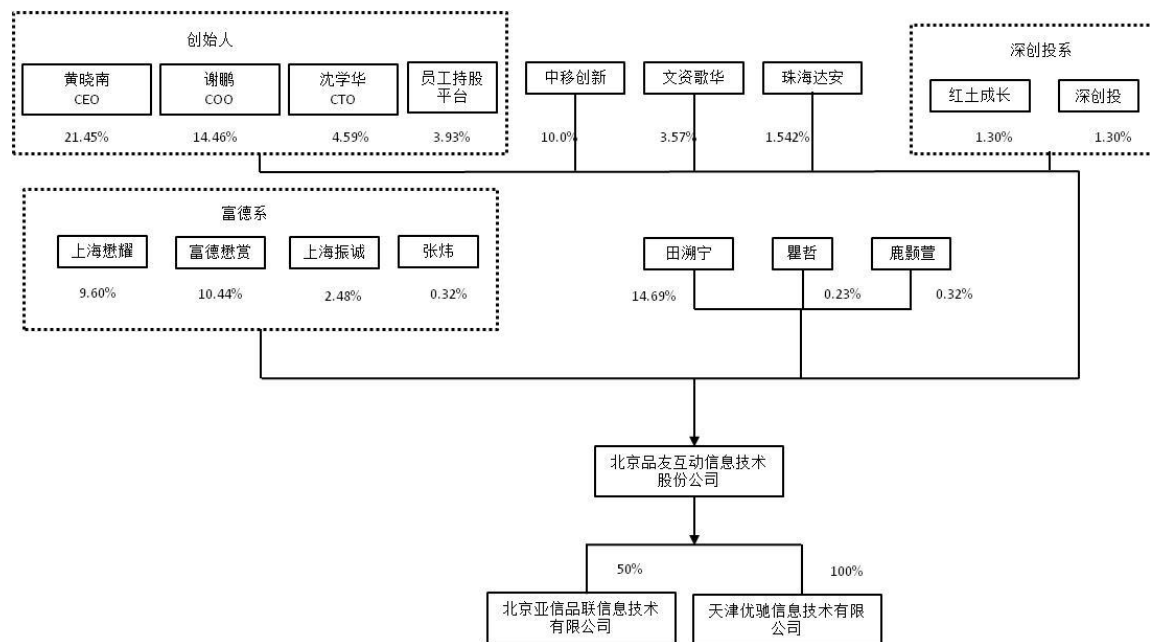 创始人
黄晓南
CEO
谢鹏
COO
沈学华
CTO
员工持股
平台
21.45%
14.46%
4.59%
3.93%
中移创新
文资歌华
珠海达安
10.0%
3.57%
1.542%
深创投系
红土成长
深创投
1.30%
1.30%
富德系
上海懋耀
富德懋赏
上海振诚
张炜
9.60%
10.44%
2.48%
0.32%
田溯宁
瞿哲
鹿颢萱
14.69%
0.23%
0.32%
北京品友互动信息技术
股份公司
50%
100%
北京亚信品联信息技术
有限公司
天津优驰信息技术有限
公司